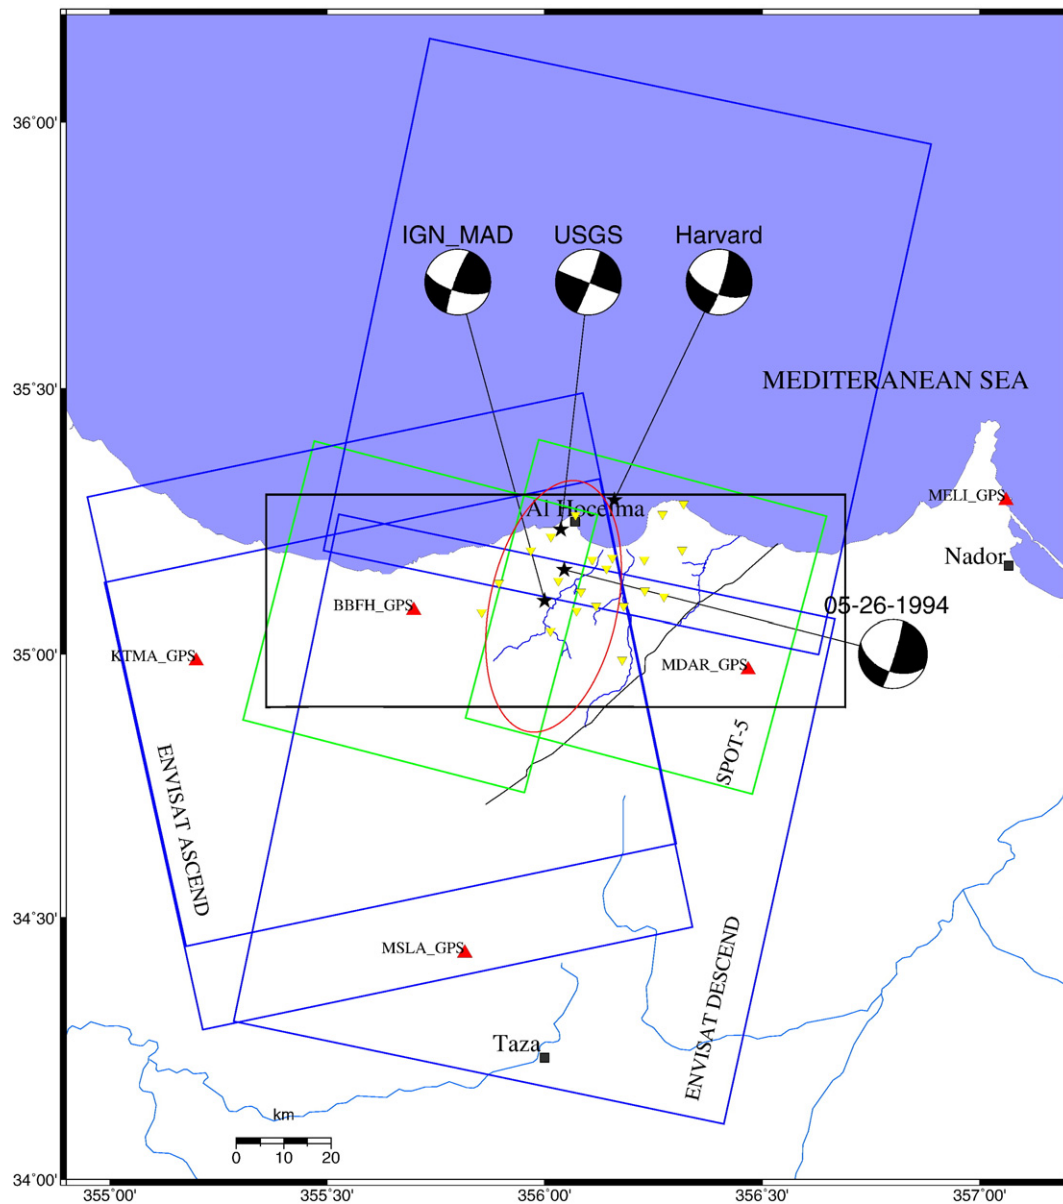 36°00'
IGN_MAD USGS Harvard
35°30'
MEDITERANEAN SEA
Al Hoceima
MELI_GPS
Nador
BBFH_GPS
05-26-1994
35°00'
KTMA_GPS
MDAR_GPS
SPOT-5
ENVISAT ASCEND
34°30'
MSLA_GPS
ENVISAT DESCEND
Taza
km
0 10 20
34°00'
355°00' 355°30' 356°00' 356°30' 357°00'